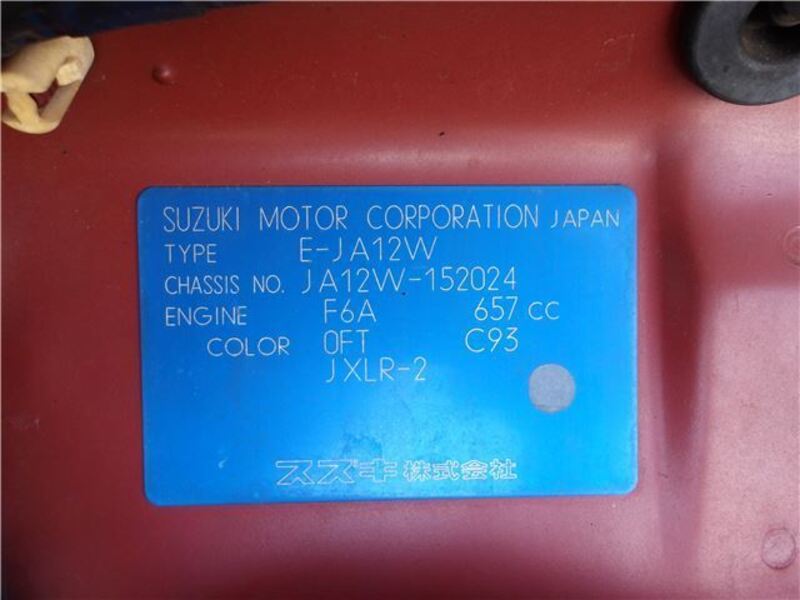 SUZUKI MOTOR CORPORATION JAPAN
TYPE E-JA12W
CHASSIS NO. JA12W-152024
ENGINE F6A 657 CC
COLOR 0FT C93
JXLR-2
スズキ株式会社